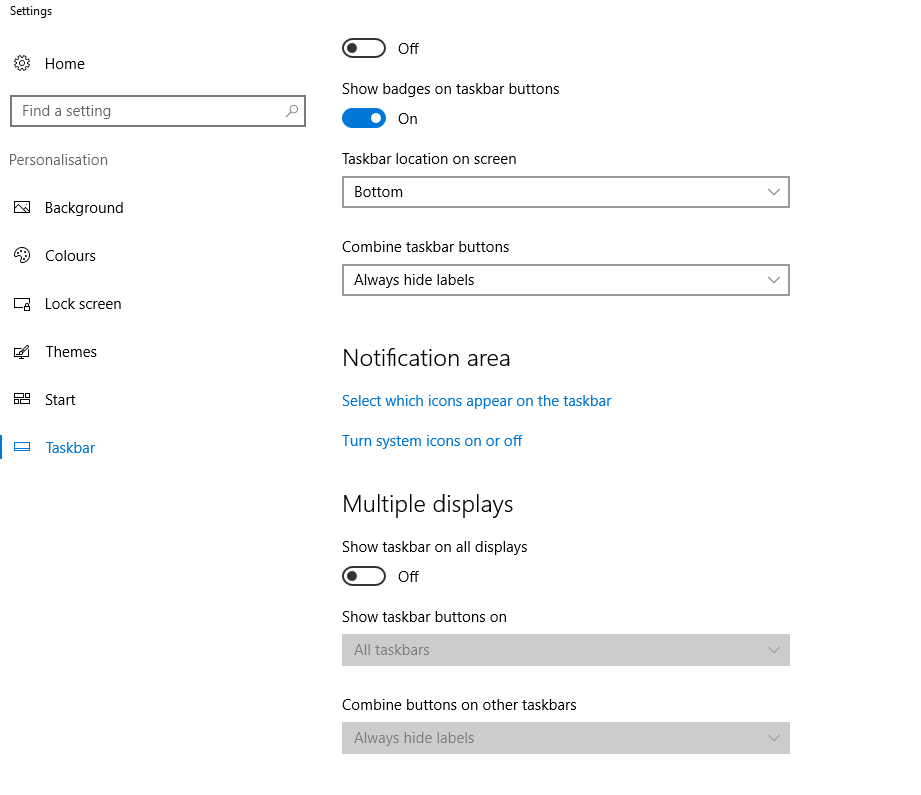 Settings
Home
Find a setting
Personalisation
Background
Colours
Lock screen
Themes
Start
Taskbar
Off
Show badges on taskbar buttons
On
Taskbar location on screen
Bottom
Combine taskbar buttons
Always hide labels
Notification area
Select which icons appear on the taskbar
Turn system icons on or off
Multiple displays
Show taskbar on all displays
Off
Show taskbar buttons on
All taskbars
Combine buttons on other taskbars
Always hide labels